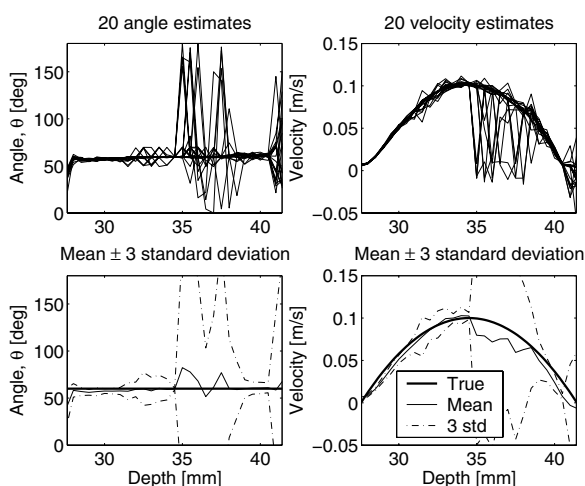 20 angle estimates
20 velocity estimates
150
100
50
0
Angle, θ [deg]
30
35
40
0.15
0.1
0.05
0
−0.05
Velocity [m/s]
30
35
40
Mean ± 3 standard deviation
Mean ± 3 standard deviation
150
100
50
0
Angle, θ [deg]
30
35
40
Depth [mm]
0.15
0.1
0.05
0
−0.05
Velocity [m/s]
True
Mean
3 std
30
35
40
Depth [mm]